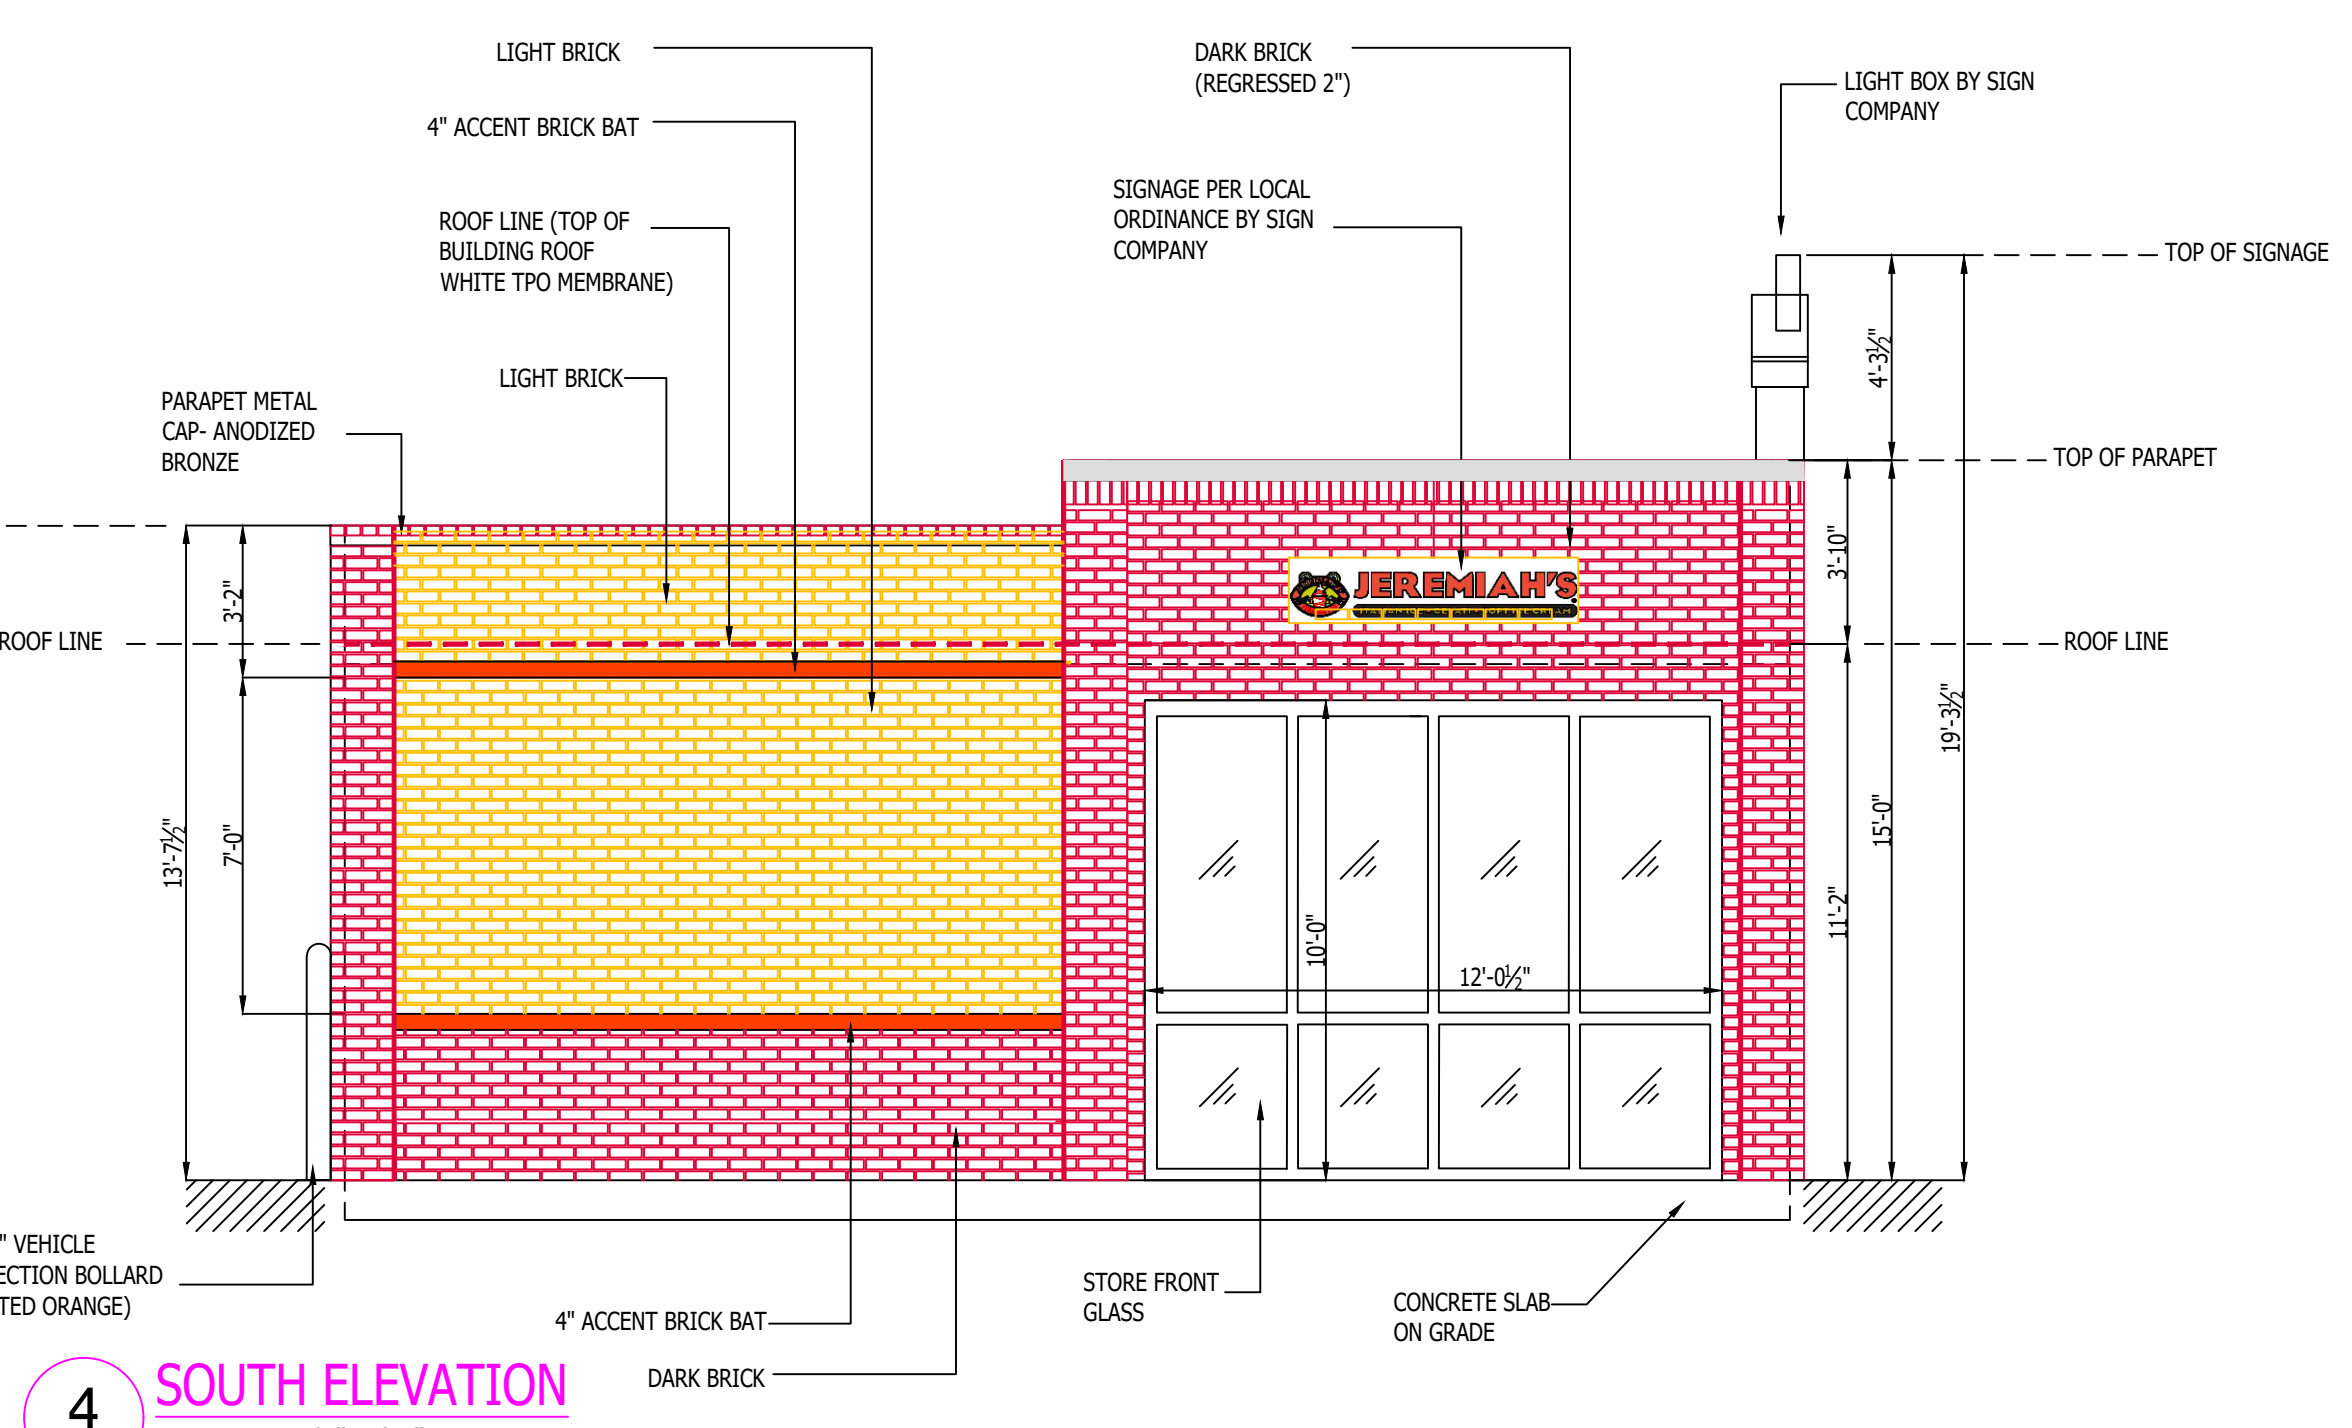 LIGHT BRICK
4" ACCENT BRICK BAT
ROOF LINE (TOP OF
BUILDING ROOF
WHITE TPO MEMBRANE)
LIGHT BRICK
PARAPET METAL
CAP- ANODIZED
BRONZE
DARK BRICK
(REGRESSED 2")
SIGNAGE PER LOCAL
ORDINANCE BY SIGN
COMPANY
LIGHT BOX BY SIGN
COMPANY
TOP OF SIGNAGE
TOP OF PARAPET
ROOF LINE
ROOF LINE
JEREMIAH'S
4'-3½"
3'-10"
19'-3½"
15'-0"
11'-2"
3'-2"
13'-7½"
7'-0"
10'-0"
12'-0½"
" VEHICLE
ECTION BOLLARD
TED ORANGE)
4" ACCENT BRICK BAT
DARK BRICK
STORE FRONT
GLASS
CONCRETE SLAB
ON GRADE
4
SOUTH ELEVATION